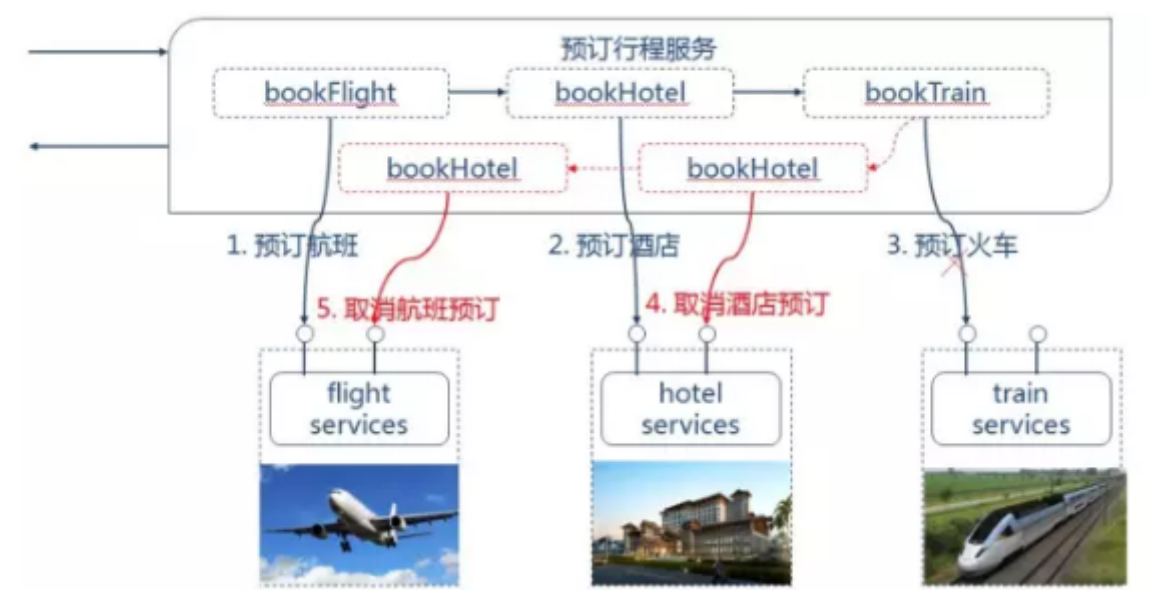 预订行程服务
bookFlight
bookHotel
bookTrain
bookHotel
bookHotel
1. 预订航班
2. 预订酒店
3. 预订火车
5. 取消航班预订
4. 取消酒店预订
flight
services
hotel
services
train
services